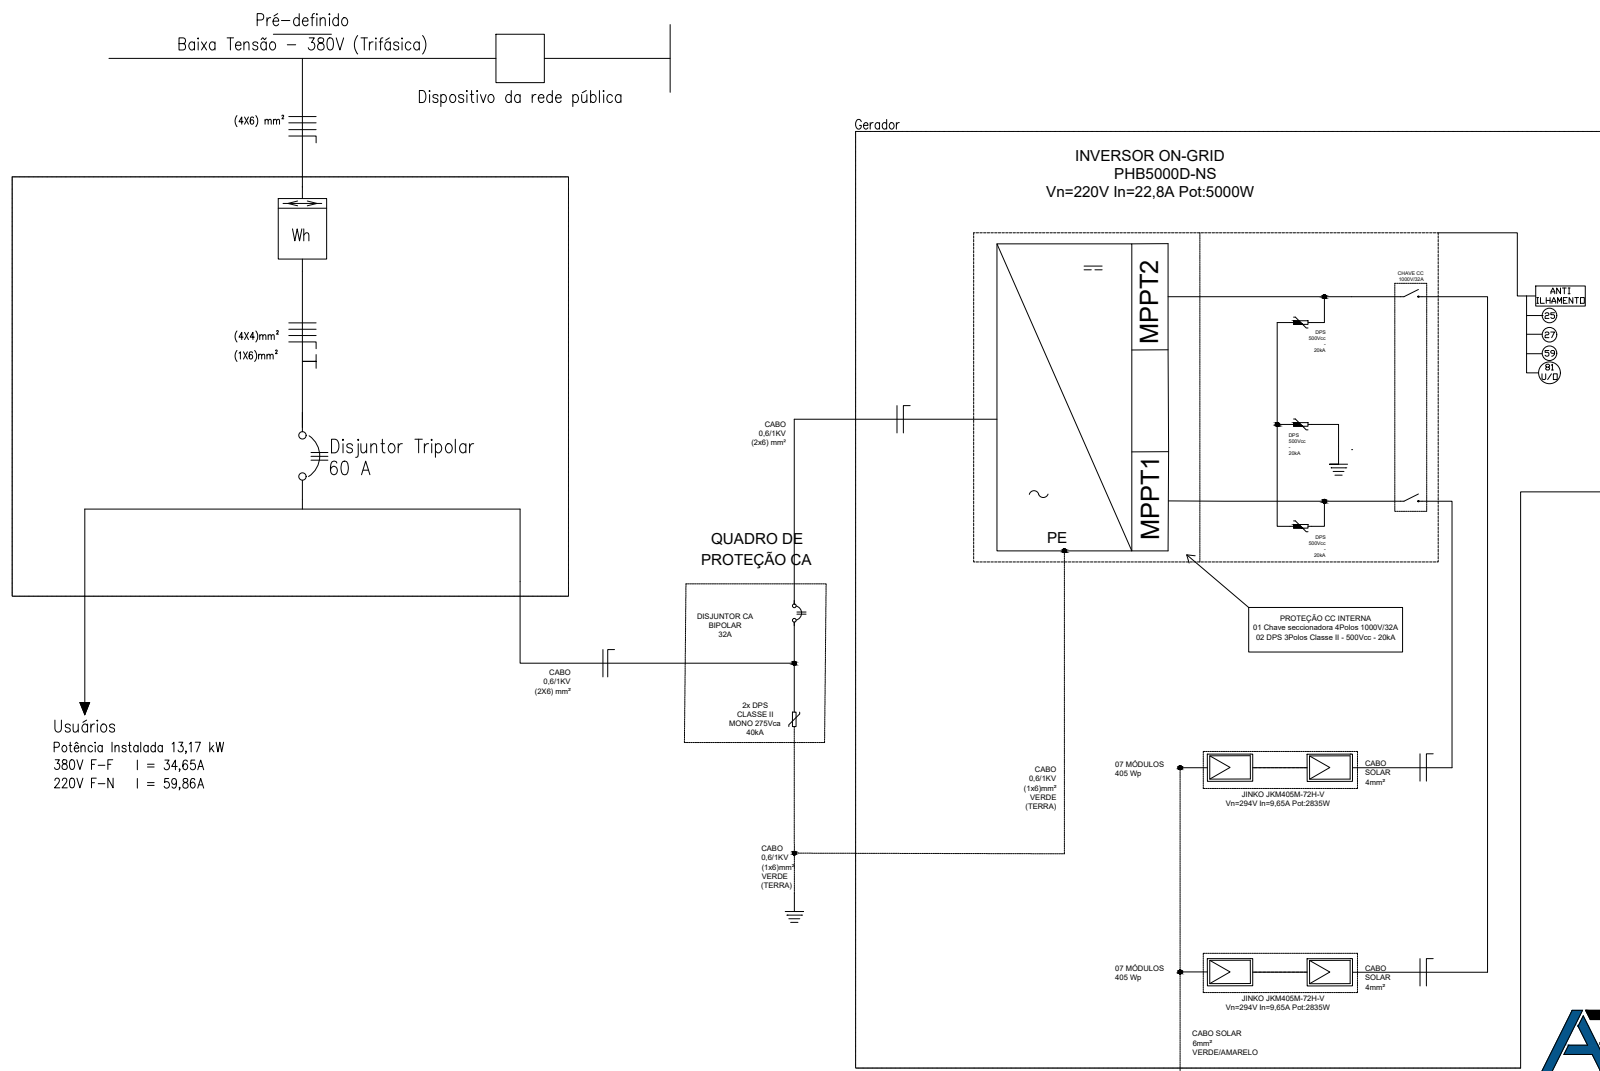 Pré-definido
Baixa Tensão - 380V (Trifásica)
Dispositivo da rede pública
(4X6) mm²
Wh
(4X4)mm²
(1X6)mm²
Disjuntor Tripolar
60 A
Usuários
Potência Instalada 13,17 kW
380V F-F I = 34,65A
220V F-N I = 59,86A
CABO
0,6/1KV
(2X6) mm²
QUADRO DE
PROTEÇÃO CA
DISJUNTOR CA
BIPOLAR
32A
2x DPS
CLASSE II
MONO 275Vca
40kA
CABO
0,6/1KV
(2x6) mm²
CABO
0,6/1KV
(1x6)mm²
VERDE
(TERRA)
Gerador
INVERSOR ON-GRID
PHB5000D-NS
Vn=220V In=22,8A Pot:5000W
MPPT2
MPPT1
PE
CHAVE CC
1000V/32A
DPS
500Vcc
-
20kA
DPS
500Vcc
-
20kA
DPS
500Vcc
-
20kA
ANTI
ILHAMENTO
25
27
59
81
U/O
PROTEÇÃO CC INTERNA
01 Chave seccionadora 4Polos 1000V/32A
02 DPS 3Polos Classe II - 500Vcc - 20kA
CABO
0,6/1KV
(1x6)mm²
VERDE
(TERRA)
07 MÓDULOS
405 Wp
CABO
SOLAR
4mm²
JINKO JKM405M-72H-V
Vn=294V In=9,65A Pot:2835W
07 MÓDULOS
405 Wp
CABO
SOLAR
4mm²
JINKO JKM405M-72H-V
Vn=294V In=9,65A Pot:2835W
CABO SOLAR
6mm²
VERDE/AMARELO